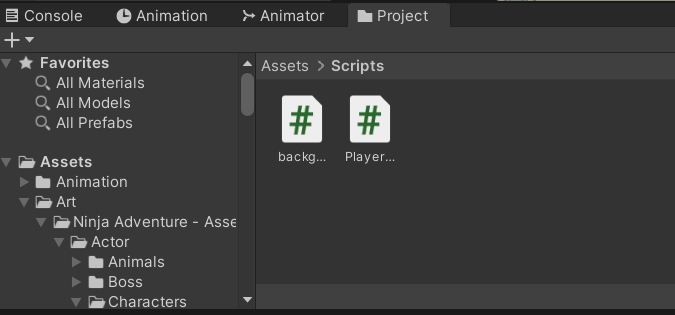 Console Animation Animator Project
Favorites
All Materials
All Models
All Prefabs
Assets
Animation
Art
Ninja Adventure - Asse
Actor
Animals
Boss
Characters
Assets > Scripts
# #
backg... Player...